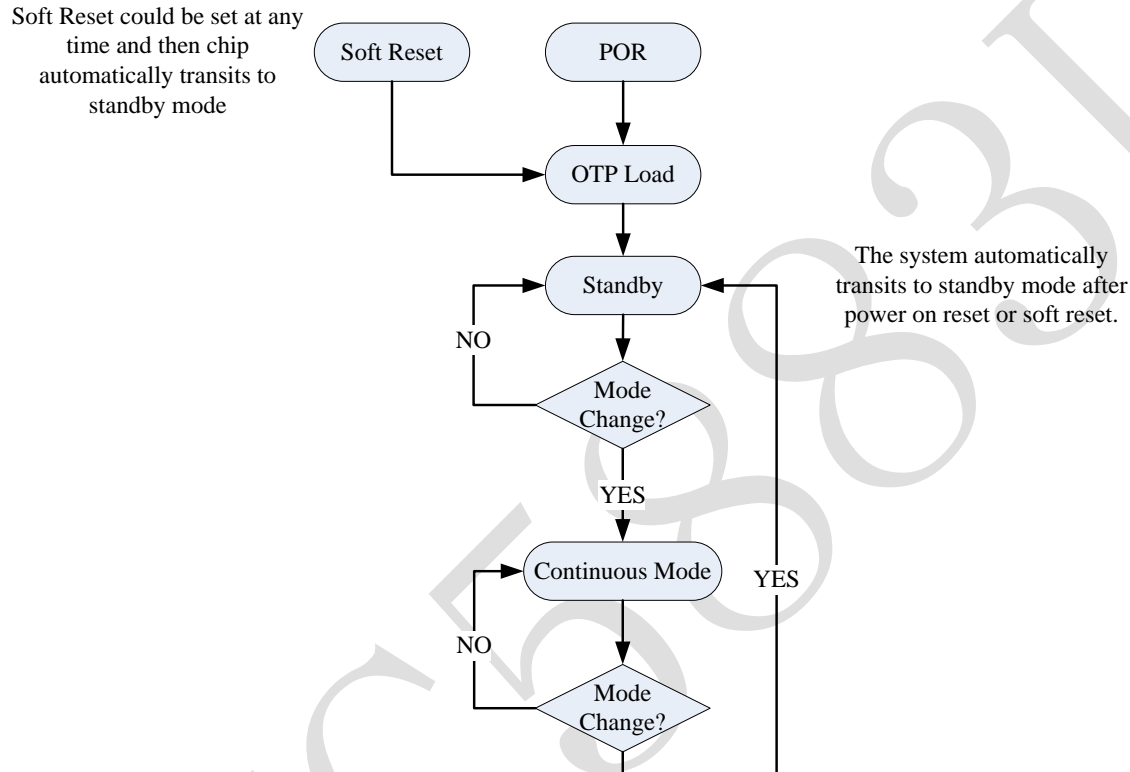 Soft Reset could be set at any
time and then chip
automatically transits to
standby mode
Soft Reset
POR
OTP Load
Standby
The system automatically
transits to standby mode after
power on reset or soft reset.
NO
Mode
Change?
YES
Continuous Mode
YES
NO
Mode
Change?